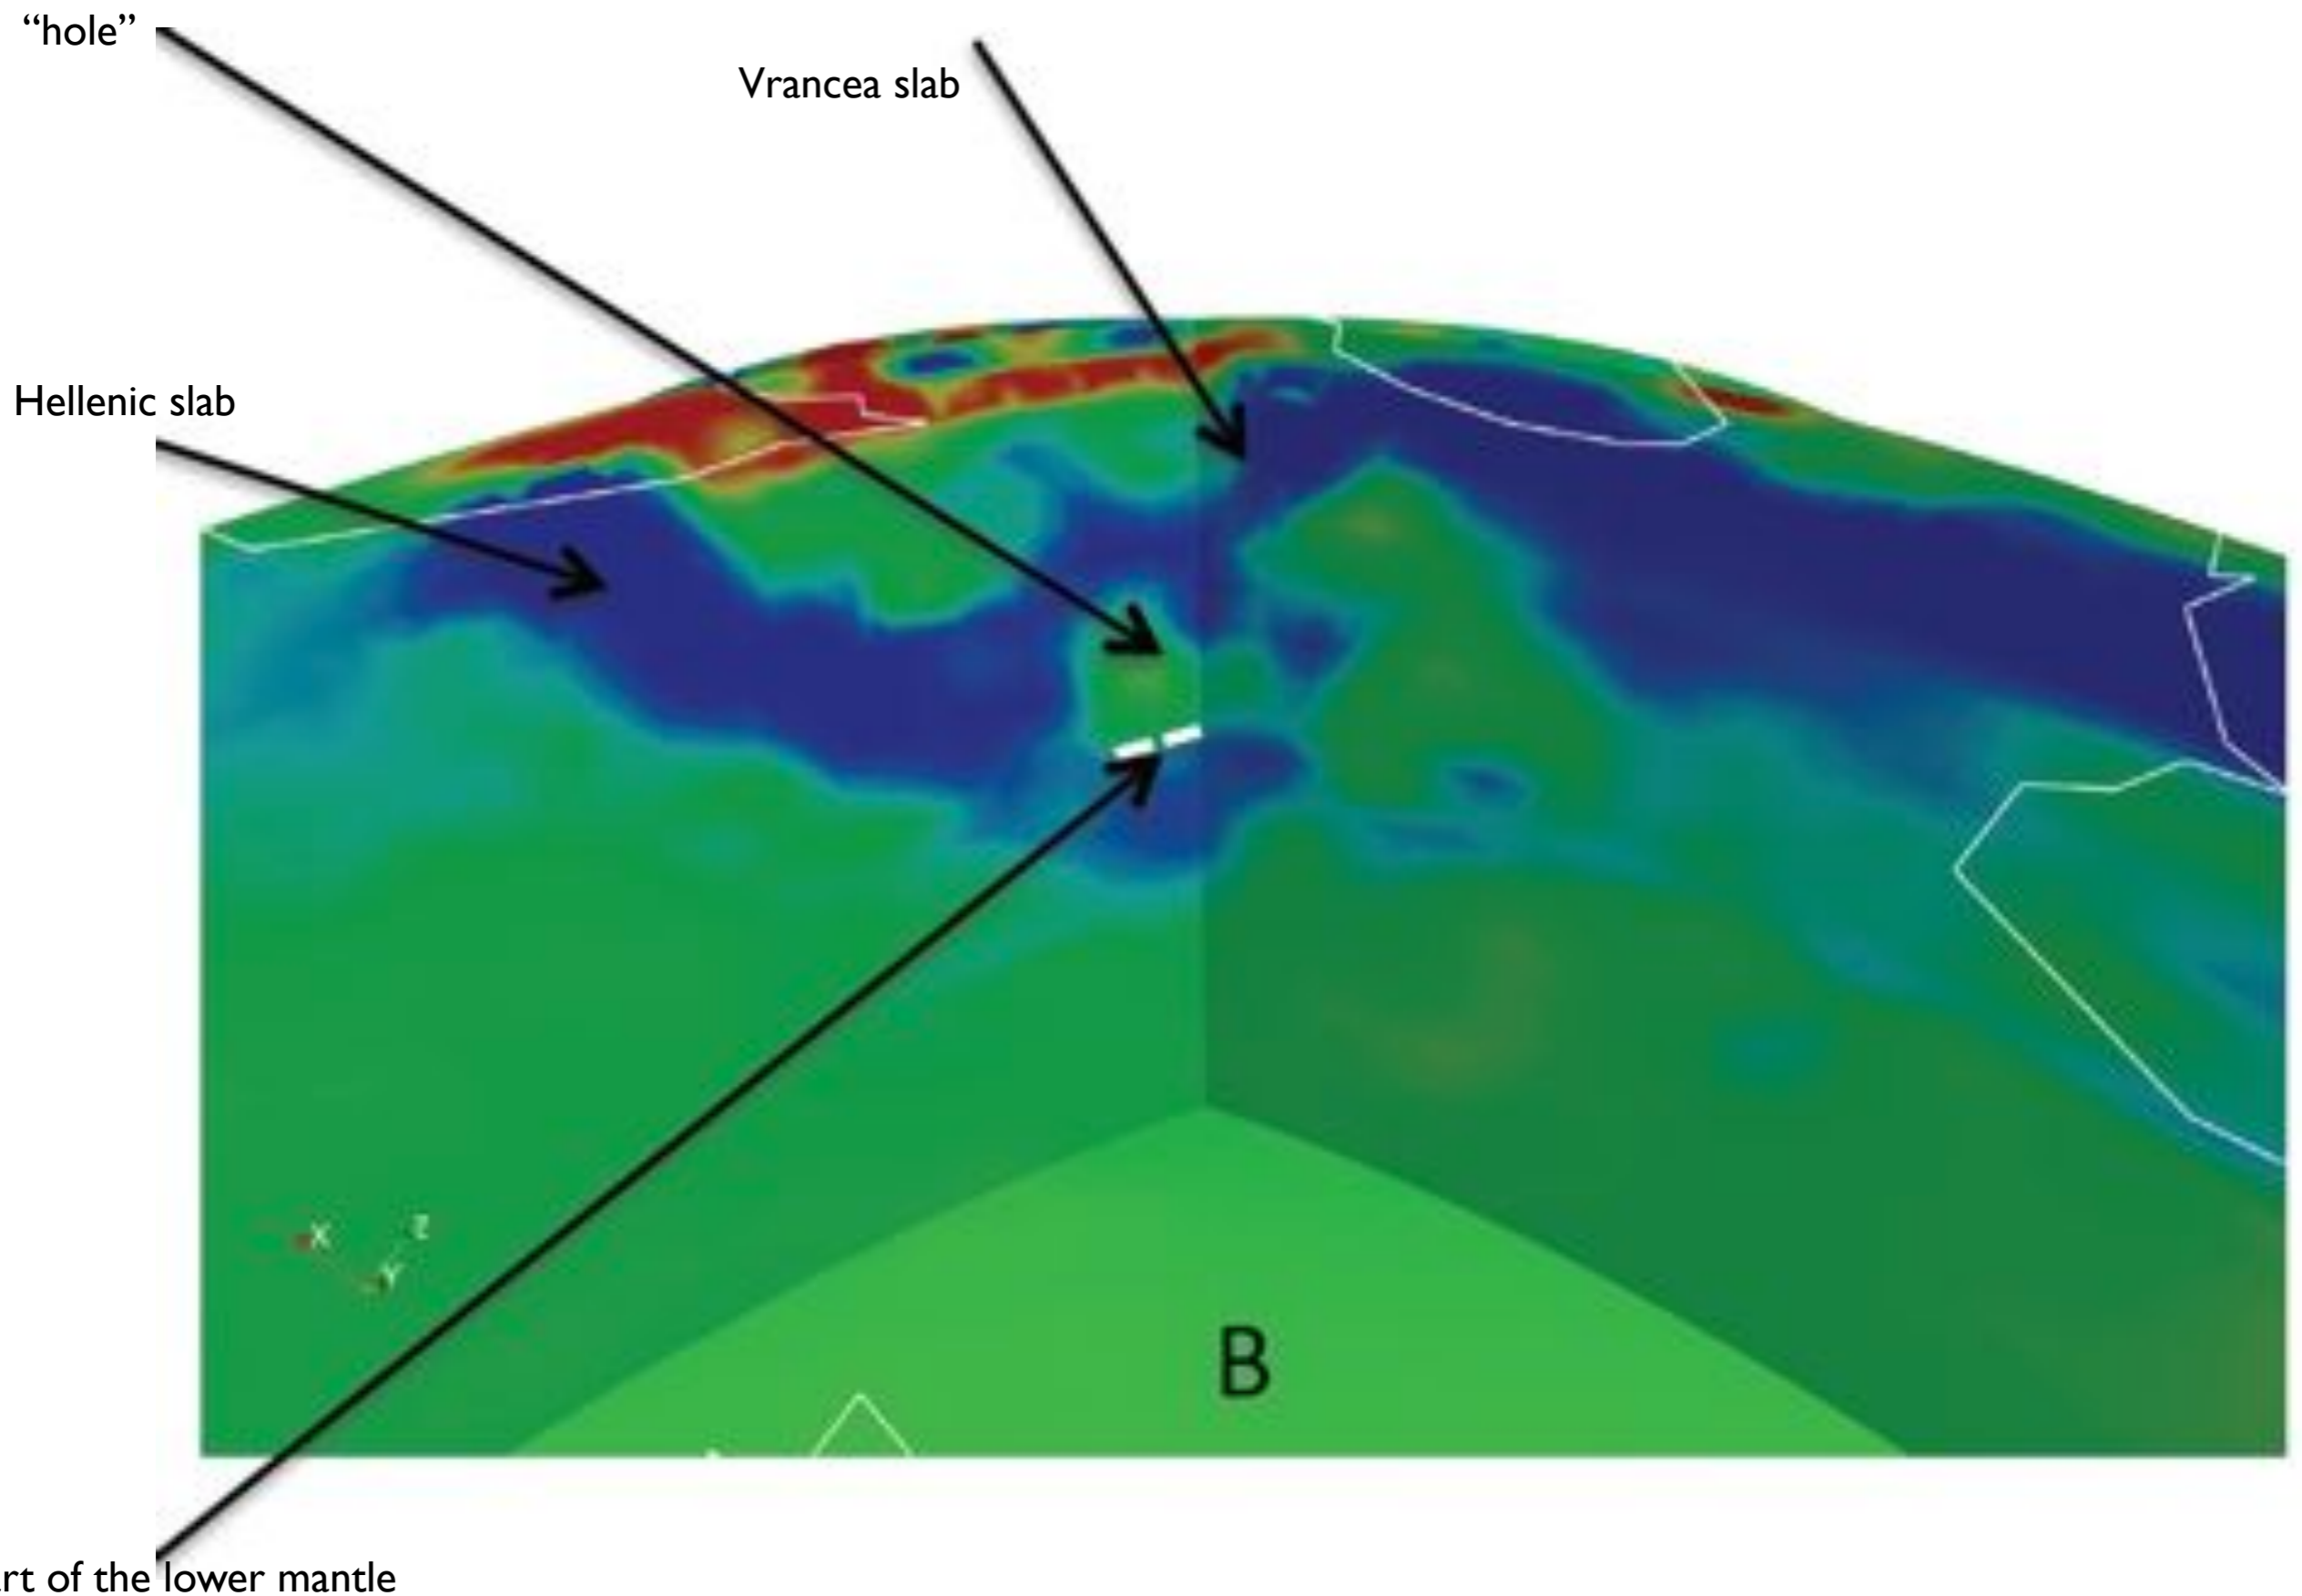 “hole”
Vrancea slab
Hellenic slab
X
Z
Y
B
rt of the lower mantle